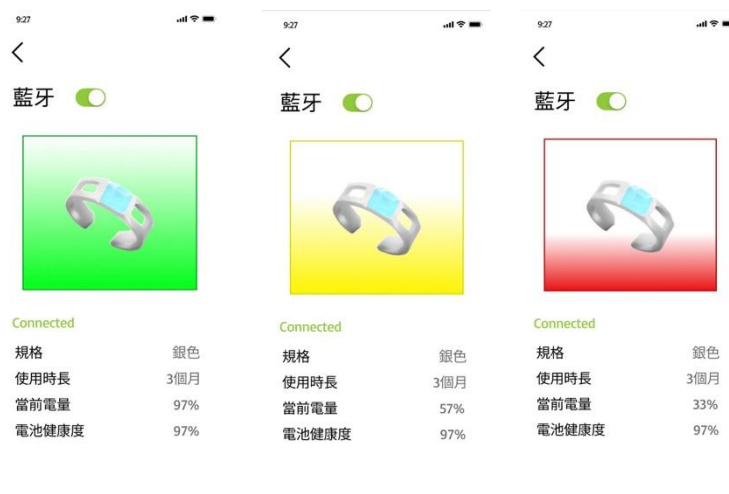 9:27
藍牙
Connected
規格 銀色
使用時長 3個月
當前電量 97%
電池健康度 97%
9:27
藍牙
Connected
規格 銀色
使用時長 3個月
當前電量 57%
電池健康度 97%
9:27
藍牙
Connected
規格 銀色
使用時長 3個月
當前電量 33%
電池健康度 97%